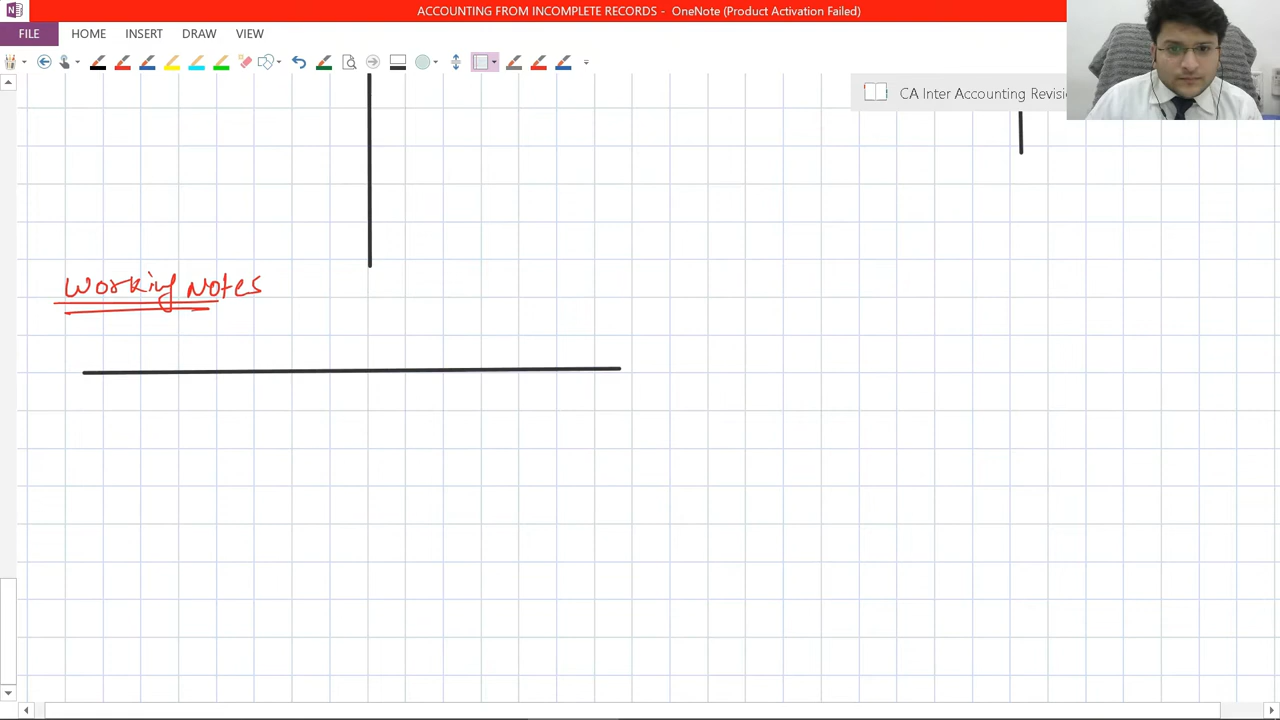 ACCOUNTING FROM INCOMPLETE RECORDS - OneNote (Product Activation Failed)
FILE HOME INSERT DRAW VIEW
CA Inter Accounting Revisi
Working Notes